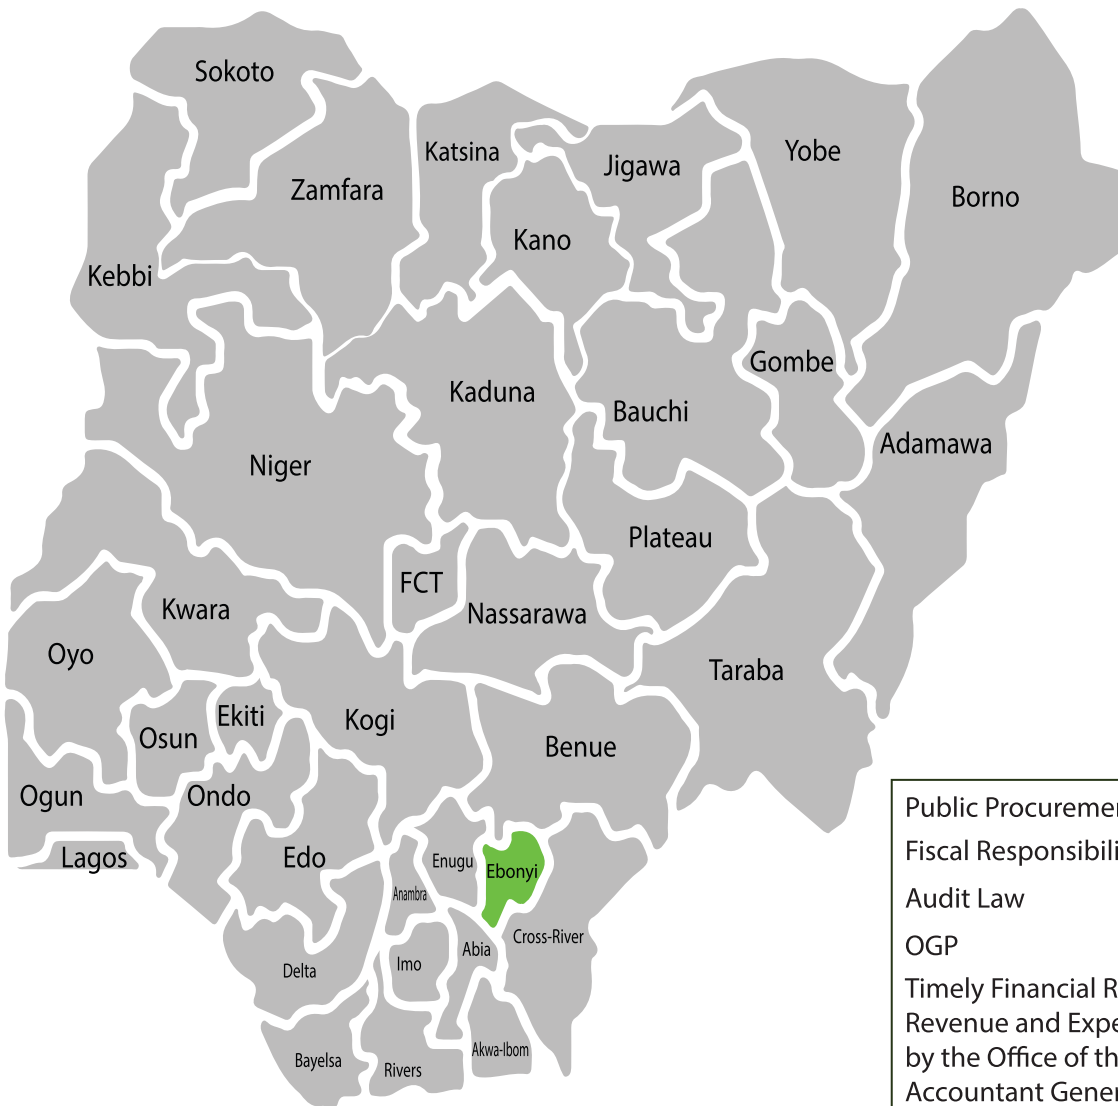 Sokoto
Katsina
Jigawa
Yobe
Zamfara
Borno
Kano
Kebbi
Gombe
Kaduna
Bauchi
Adamawa
Niger
Plateau
FCT
Nassarawa
Kwara
Oyo
Taraba
Ekiti
Kogi
Osun
Benue
Ogun
Ondo
Lagos
Edo
Enugu
Ebonyi
Anambra
Cross-River
Abia
Imo
Delta
Akwa-Ibom
Bayelsa
Rivers
Public Procuremen
Fiscal Responsibili
Audit Law
OGP
Timely Financial R
Revenue and Expe
by the Office of th
Accountant Gener